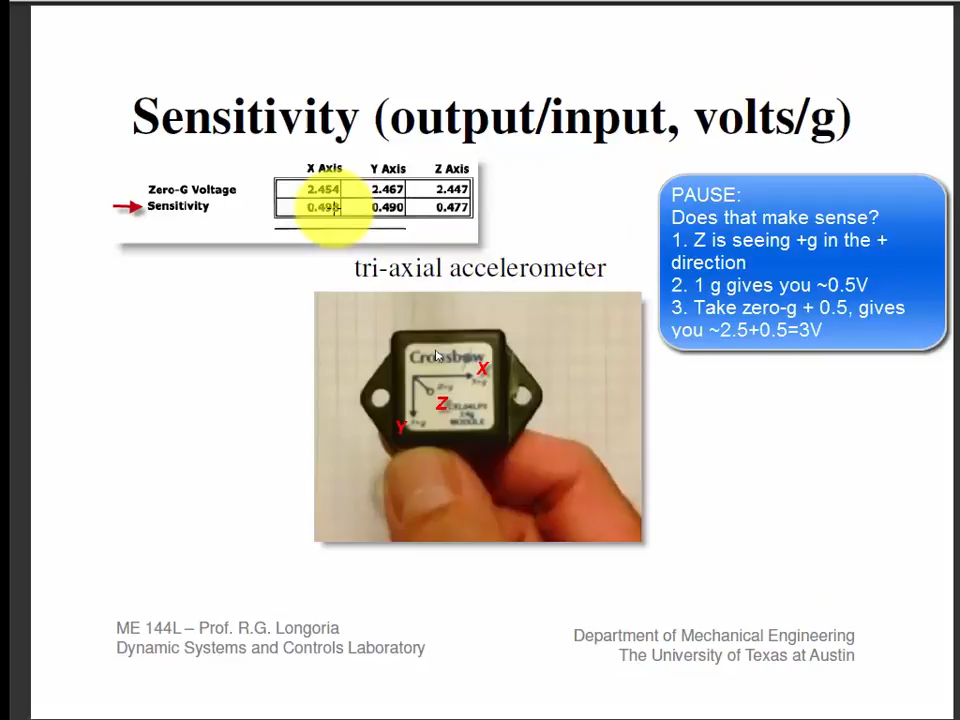 Sensitivity (output/input, volts/g)
X Axis Y Axis Z Axis
Zero-G Voltage 2.454 2.467 2.447
Sensitivity 0.490 0.477
PAUSE:
Does that make sense?
1. Z is seeing +g in the +
direction
2. 1 g gives you ~0.5V
3. Take zero-g + 0.5, gives
you ~2.5+0.5=3V
tri-axial accelerometer
Crossbow
X
Z
Y
MODULE
ME 144L – Prof. R.G. Longoria
Dynamic Systems and Controls Laboratory
Department of Mechanical Engineering
The University of Texas at Austin